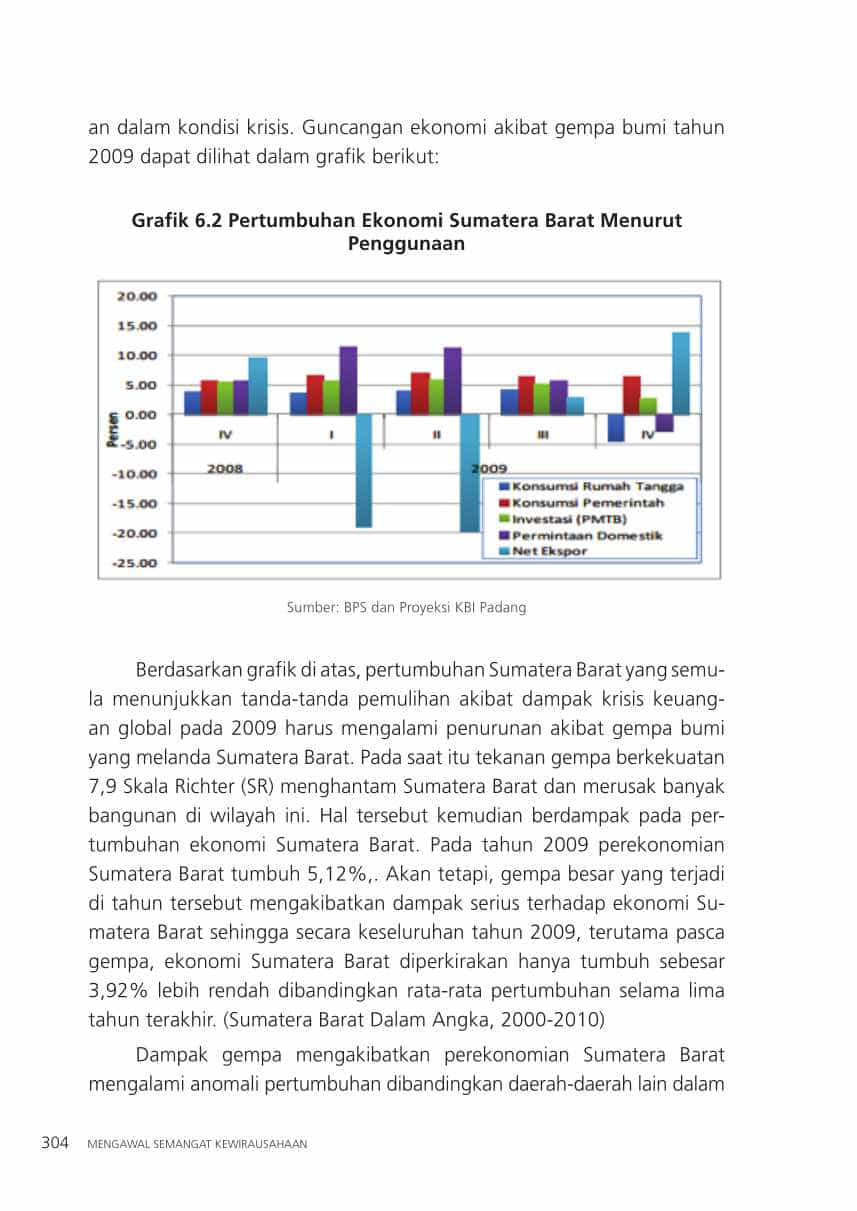 an dalam kondisi krisis. Guncangan ekonomi akibat gempa bumi tahun
2009 dapat dilihat dalam grafik berikut:
Grafik 6.2 Pertumbuhan Ekonomi Sumatera Barat Menurut
Penggunaan
20.00
15.00
10.00
5.00
0.00
-5.00
-10.00
-15.00
-20.00
-25.00
Persen
IV I II III IV
2008 2009
Konsumsi Rumah Tangga
Konsumsi Pemerintah
Investasi (PMTB)
Permintaan Domestik
Net Ekspor
Sumber: BPS dan Proyeksi KBI Padang
Berdasarkan grafik di atas, pertumbuhan Sumatera Barat yang semu-
la menunjukkan tanda-tanda pemulihan akibat dampak krisis keuang-
an global pada 2009 harus mengalami penurunan akibat gempa bumi
yang melanda Sumatera Barat. Pada saat itu tekanan gempa berkekuatan
7,9 Skala Richter (SR) menghantam Sumatera Barat dan merusak banyak
bangunan di wilayah ini. Hal tersebut kemudian berdampak pada per-
tumbuhan ekonomi Sumatera Barat. Pada tahun 2009 perekonomian
Sumatera Barat tumbuh 5,12%,. Akan tetapi, gempa besar yang terjadi
di tahun tersebut mengakibatkan dampak serius terhadap ekonomi Su-
matera Barat sehingga secara keseluruhan tahun 2009, terutama pasca
gempa, ekonomi Sumatera Barat diperkirakan hanya tumbuh sebesar
3,92% lebih rendah dibandingkan rata-rata pertumbuhan selama lima
tahun terakhir. (Sumatera Barat Dalam Angka, 2000-2010)
Dampak gempa mengakibatkan perekonomian Sumatera Barat
mengalami anomali pertumbuhan dibandingkan daerah-daerah lain dalam
304 MENGAWAL SEMANGAT KEWIRAUSAHAAN